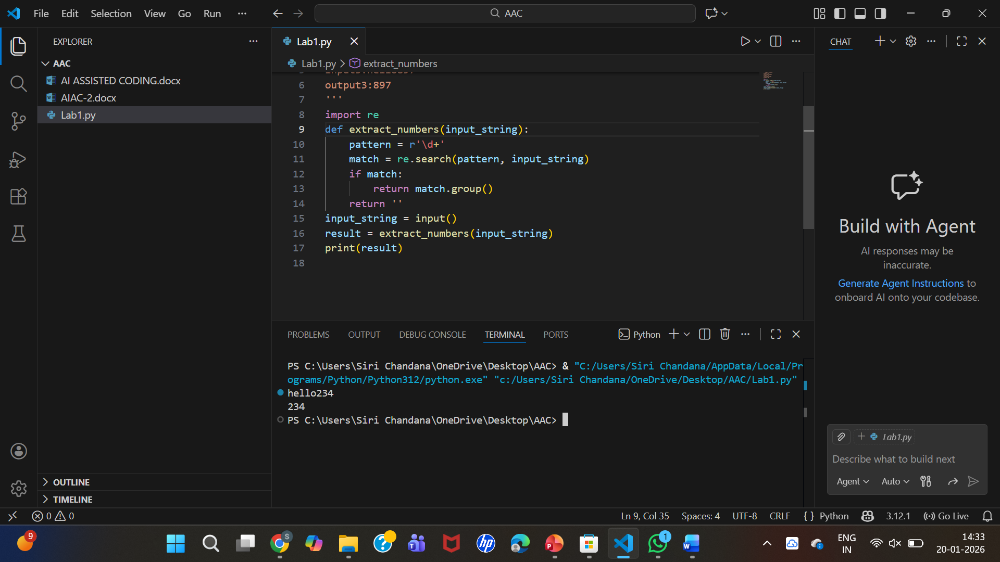 File Edit Selection View Go Run ...
AAC
EXPLORER
AAC
AI ASSISTED CODING.docx
AIAC-2.docx
Lab1.py
OUTLINE
TIMELINE
Lab1.py
Lab1.py > extract_numbers
6 output3:897
7 '''
8 import re
9 def extract_numbers(input_string):
10 pattern = r'\d+'
11 match = re.search(pattern, input_string)
12 if match:
13 return match.group()
14 return ''
15 input_string = input()
16 result = extract_numbers(input_string)
17 print(result)
18
PROBLEMS OUTPUT DEBUG CONSOLE TERMINAL PORTS
Python
PS C:\Users\Siri Chandana\OneDrive\Desktop\AAC> & "C:/Users/Siri Chandana/AppData/Local/Pr
ograms/Python/Python312/python.exe" "c:/Users/Siri Chandana/OneDrive/Desktop/AAC/Lab1.py"
hello234
234
PS C:\Users\Siri Chandana\OneDrive\Desktop\AAC>
CHAT
Build with Agent
AI responses may be
inaccurate.
Generate Agent Instructions to
onboard AI onto your codebase.
Lab1.py
Describe what to build next
Agent Auto
0 0
Ln 9, Col 35 Spaces: 4 UTF-8 CRLF { } Python 3.12.1 Go Live
9
S
T
hp
P
1
W
ENG
IN
14:33
20-01-2026